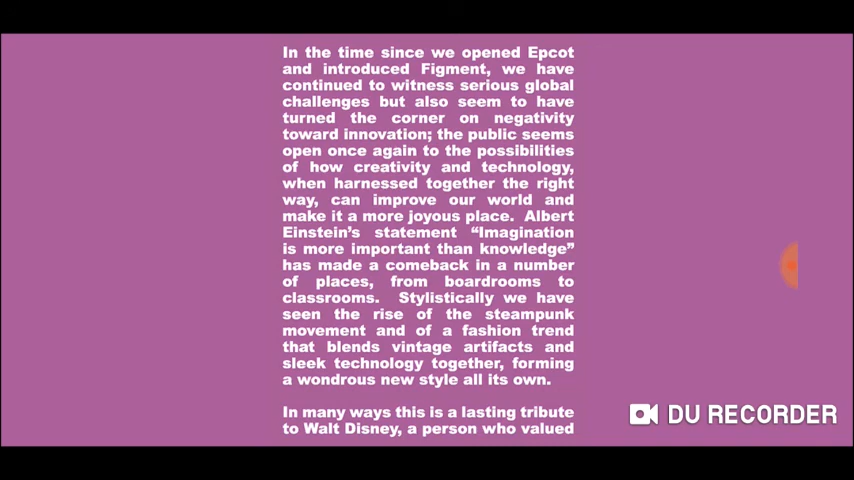 In the time since we opened Epcot
and introduced Figment, we have
continued to witness serious global
challenges but also seem to have
turned the corner on negativity
toward innovation; the public seems
open once again to the possibilities
of how creativity and technology,
when harnessed together the right
way, can improve our world and
make it a more joyous place.  Albert
Einstein’s statement “Imagination
is more important than knowledge”
has made a comeback in a number
of places, from boardrooms to
classrooms.  Stylistically we have
seen the rise of the steampunk
movement and of a fashion trend
that blends vintage artifacts and
sleek technology together, forming
a wondrous new style all its own.
In many ways this is a lasting tribute
to Walt Disney, a person who valued
DU RECORDER